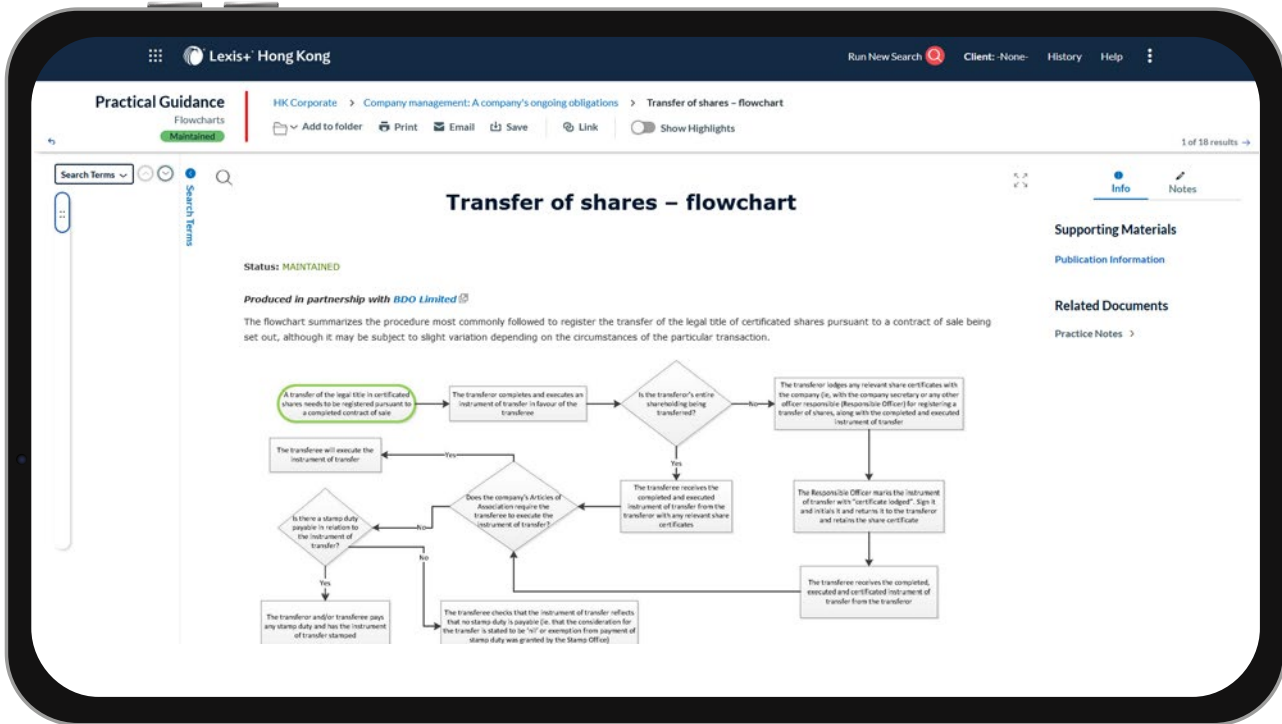 Lexis+ Hong Kong
Run New Search
Client: -None-
History
Help
Practical Guidance
Flowcharts
Maintained
HK Corporate > Company management: A company's ongoing obligations > Transfer of shares – flowchart
Add to folder
Print
Email
Save
Link
Show Highlights
1 of 18 results →
Search Terms
Search Terms
Transfer of shares – flowchart
Info
Notes
Supporting Materials
Publication Information
Related Documents
Practice Notes >
Status: MAINTAINED
Produced in partnership with BDO Limited
The flowchart summarizes the procedure most commonly followed to register the transfer of the legal title of certificated shares pursuant to a contract of sale being
set out, although it may be subject to slight variation depending on the circumstances of the particular transaction.
A transfer of the legal title in certificated
shares needs to be registered pursuant to
a completed contract of sale
The transferor completes and executes an
instrument of transfer in favour of the
transferee
Is the transferor's entire
shareholding being
transferred?
No
The transferor lodges any relevant share certificates with
the company (ie, with the company secretary or any other
officer responsible (Responsible Officer) for registering a
transfer of shares, along with the completed and executed
instrument of transfer
The transferee will execute the
instrument of transfer
Yes
Yes
Does the company's Articles of
Association require the
transferee to execute the
instrument of transfer?
The transferee receives the
completed and executed
instrument of transfer from the
transferor with any relevant share
certificates
The Responsible Officer marks the instrument
of transfer with "certificate lodged". Sign it
and initials it and returns it to the transferor
and retains the share certificate
Is there a stamp duty
payable in relation to
the instrument of
transfer?
No
No
Yes
The transferee receives the completed,
executed and certificated instrument of
transfer from the transferor
The transferor and/or transferee pays
any stamp duty and has the instrument
of transfer stamped
The transferee checks that the instrument of transfer reflects
that no stamp duty is payable (ie. that the consideration for
the transfer is stated to be 'nil' or exemption from payment of
stamp duty was granted by the Stamp Office)